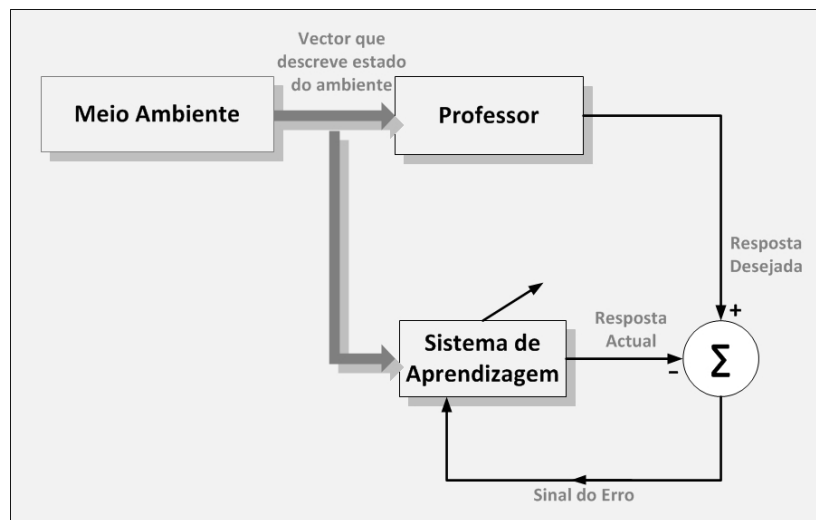 Vector que
descreve estado
do ambiente
Meio Ambiente
Professor
Resposta
Desejada
+
Resposta
Actual
Sistema de
Aprendizagem
Σ
–
Sinal do Erro